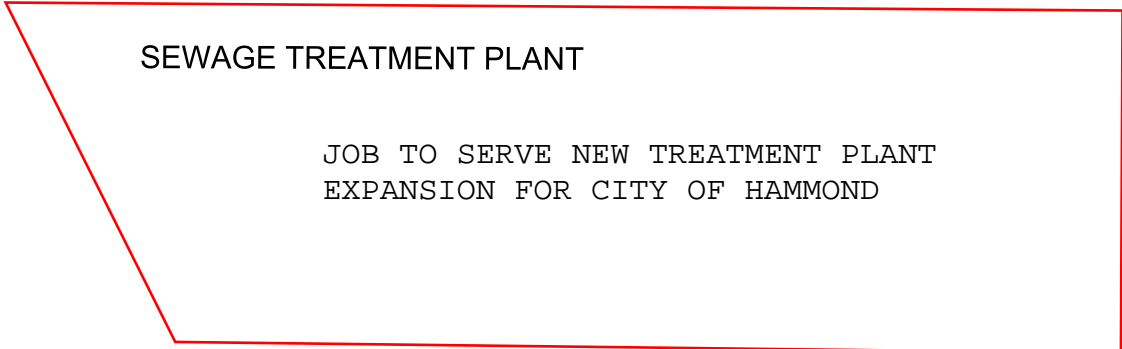 SEWAGE TREATMENT PLANT
JOB TO SERVE NEW TREATMENT PLANT
EXPANSION FOR CITY OF HAMMOND